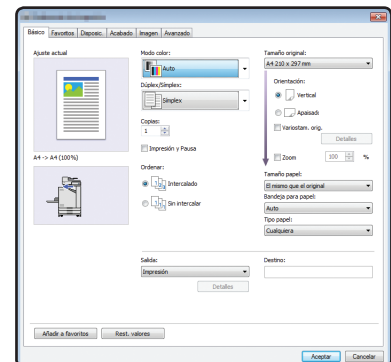 Básico Favoritos Disposic. Acabado Imagen Avanzado
Ajuste actual
A4 -> A4 (100%)
Modo color:
Auto
Dúplex/Símplex:
Símplex
Copias:
1
Impresión y Pausa
Ordenar:
Intercalado
Sin intercalar
Tamaño original:
A4 210 x 297 mm
Orientación:
Vertical
Apaisadi
Variostam. orig.
Detalles
Zoom 100 %
Tamaño papel:
El mismo que el original
Bandeja para papel:
Auto
Tipo papel:
Cualquiera
Salida:
Impresión
Detalles
Destino:
Añadir a favoritos Rest. valores
Aceptar Cancelar